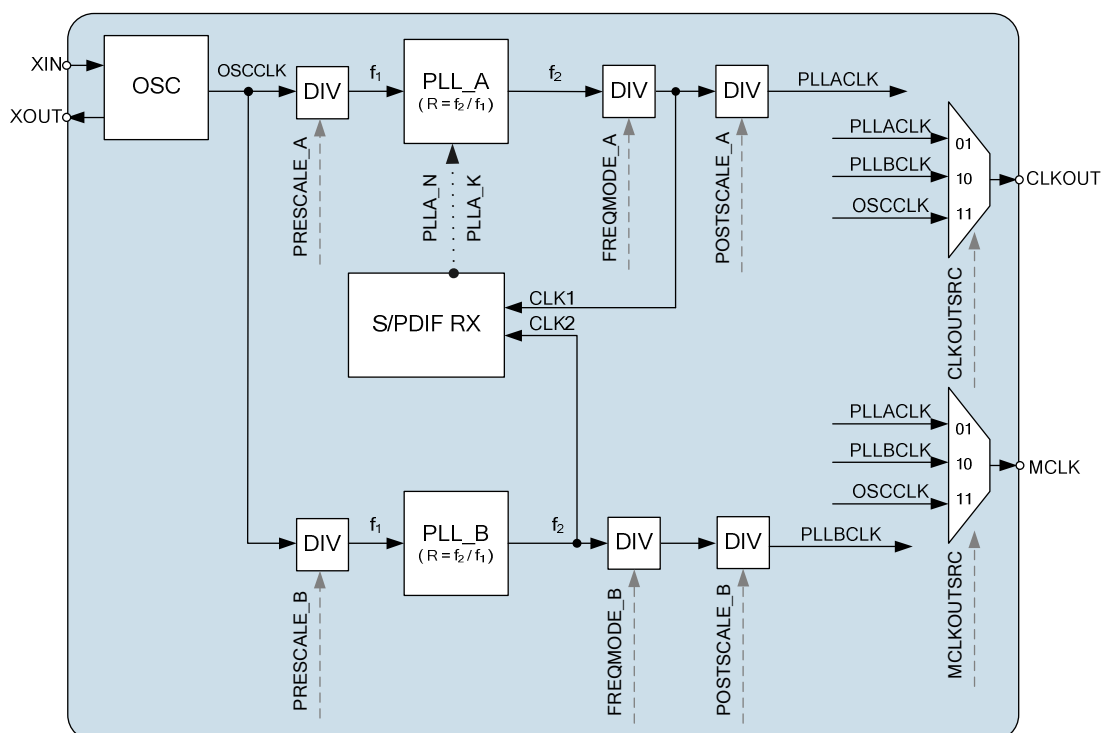 XIN
XOUT
OSC
OSCCLK
DIV
f₁
PLL_A
(R=f₂/f₁)
f₂
DIV
DIV
PLLACLK
PRESCALE_A
PLLA_N
PLLA_K
FREQMODE_A
POSTSCALE_A
PLLACLK
01
PLLBCLK
10
OSCCLK
11
CLKOUT
CLKOUTSRC
S/PDIF RX
CLK1
CLK2
PLLACLK
01
PLLBCLK
10
OSCCLK
11
MCLK
MCLKOUTSRC
DIV
f₁
PLL_B
(R=f₂/f₁)
f₂
DIV
DIV
PLLBCLK
PRESCALE_B
FREQMODE_B
POSTSCALE_B